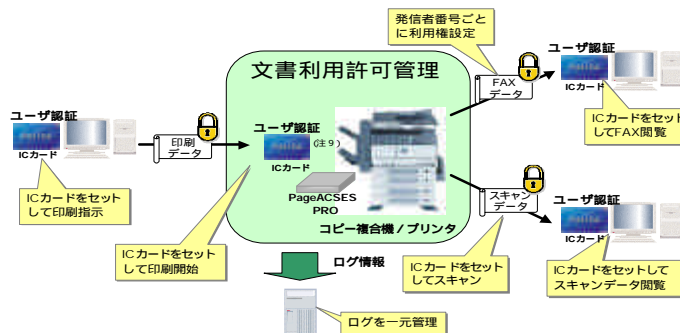 発信者番号ごと
に利用権設定
文書利用許可管理
FAX
データ
ユーザ認証
ICカード
ICカードをセット
してFAX閲覧
ユーザ認証
ICカード
印刷
データ
ユーザ認証
(注9)
ICカード
PageACSES
PRO
コピー複合機/プリンタ
スキャン
データ
ユーザ認証
ICカード
ICカードをセット
して印刷指示
ICカードをセット
して印刷開始
ログ情報
ICカードをセット
してスキャン
ICカードをセットして
スキャンデータ閲覧
ログを一元管理